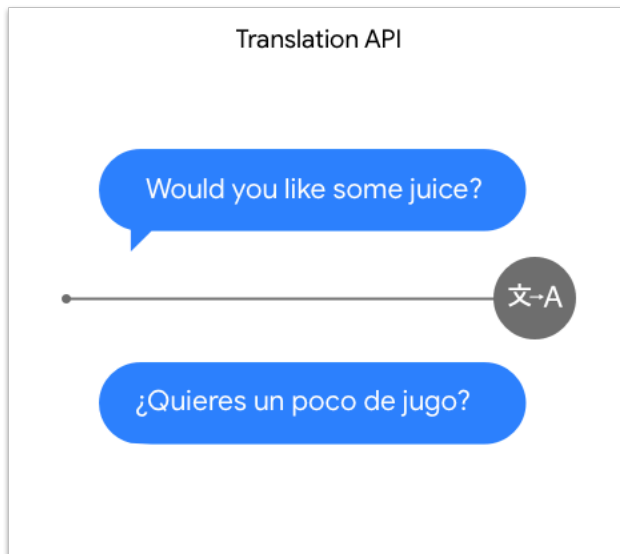 Translation API
Would you like some juice?
文→A
¿Quieres un poco de jugo?